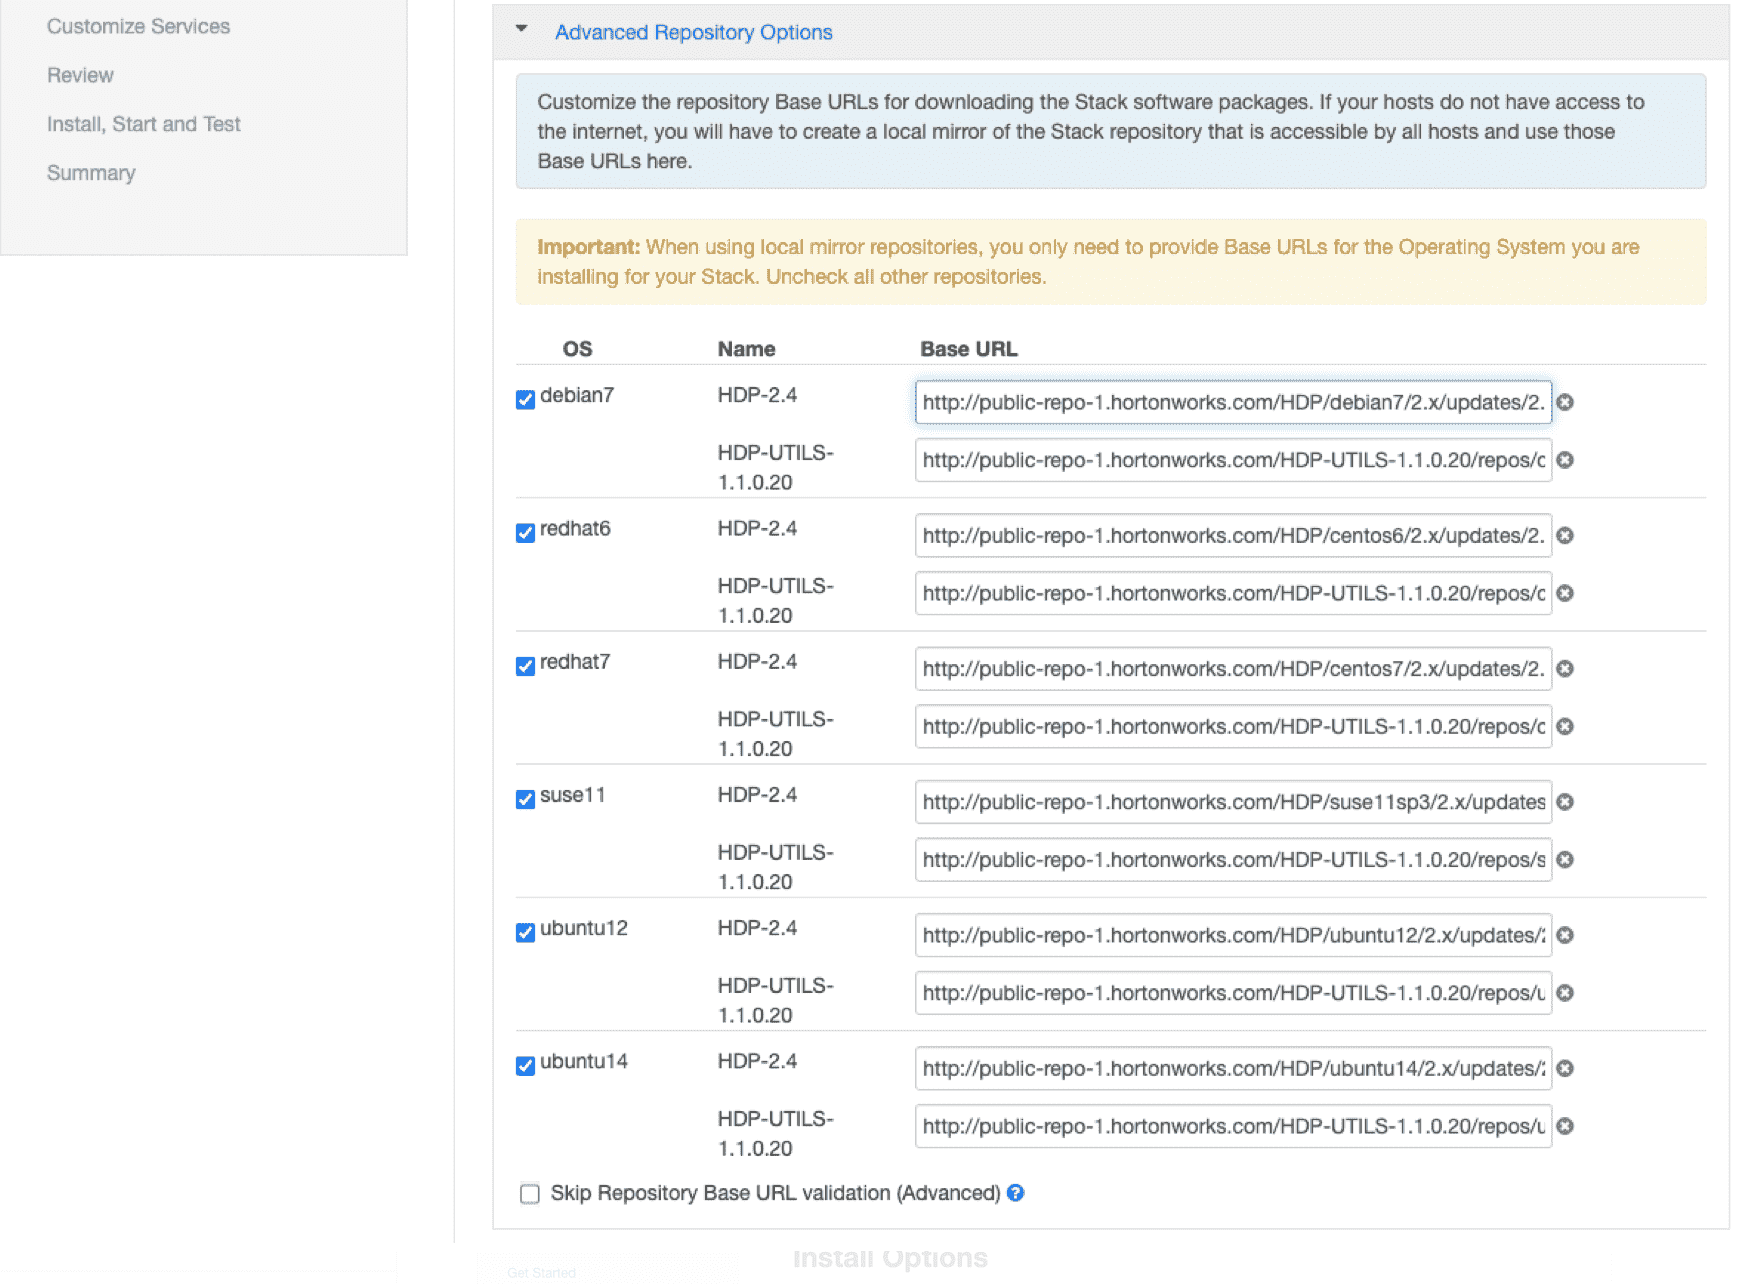 Customize Services
Review
Install, Start and Test
Summary
Advanced Repository Options
Customize the repository Base URLs for downloading the Stack software packages. If your hosts do not have access to
the internet, you will have to create a local mirror of the Stack repository that is accessible by all hosts and use those
Base URLs here.
Important: When using local mirror repositories, you only need to provide Base URLs for the Operating System you are
installing for your Stack. Uncheck all other repositories.
OS Name Base URL
debian7 HDP-2.4 http://public-repo-1.hortonworks.com/HDP/debian7/2.x/updates/2.
HDP-UTILS-
1.1.0.20 http://public-repo-1.hortonworks.com/HDP-UTILS-1.1.0.20/repos/
redhat6 HDP-2.4 http://public-repo-1.hortonworks.com/HDP/centos6/2.x/updates/2.
HDP-UTILS-
1.1.0.20 http://public-repo-1.hortonworks.com/HDP-UTILS-1.1.0.20/repos/
redhat7 HDP-2.4 http://public-repo-1.hortonworks.com/HDP/centos7/2.x/updates/2.
HDP-UTILS-
1.1.0.20 http://public-repo-1.hortonworks.com/HDP-UTILS-1.1.0.20/repos/
suse11 HDP-2.4 http://public-repo-1.hortonworks.com/HDP/suse11sp3/2.x/updates
HDP-UTILS-
1.1.0.20 http://public-repo-1.hortonworks.com/HDP-UTILS-1.1.0.20/repos/s
ubuntu12 HDP-2.4 http://public-repo-1.hortonworks.com/HDP/ubuntu12/2.x/updates/
HDP-UTILS-
1.1.0.20 http://public-repo-1.hortonworks.com/HDP-UTILS-1.1.0.20/repos/u
ubuntu14 HDP-2.4 http://public-repo-1.hortonworks.com/HDP/ubuntu14/2.x/updates/
HDP-UTILS-
1.1.0.20 http://public-repo-1.hortonworks.com/HDP-UTILS-1.1.0.20/repos/u
Skip Repository Base URL validation (Advanced)
Install Options
Get Started